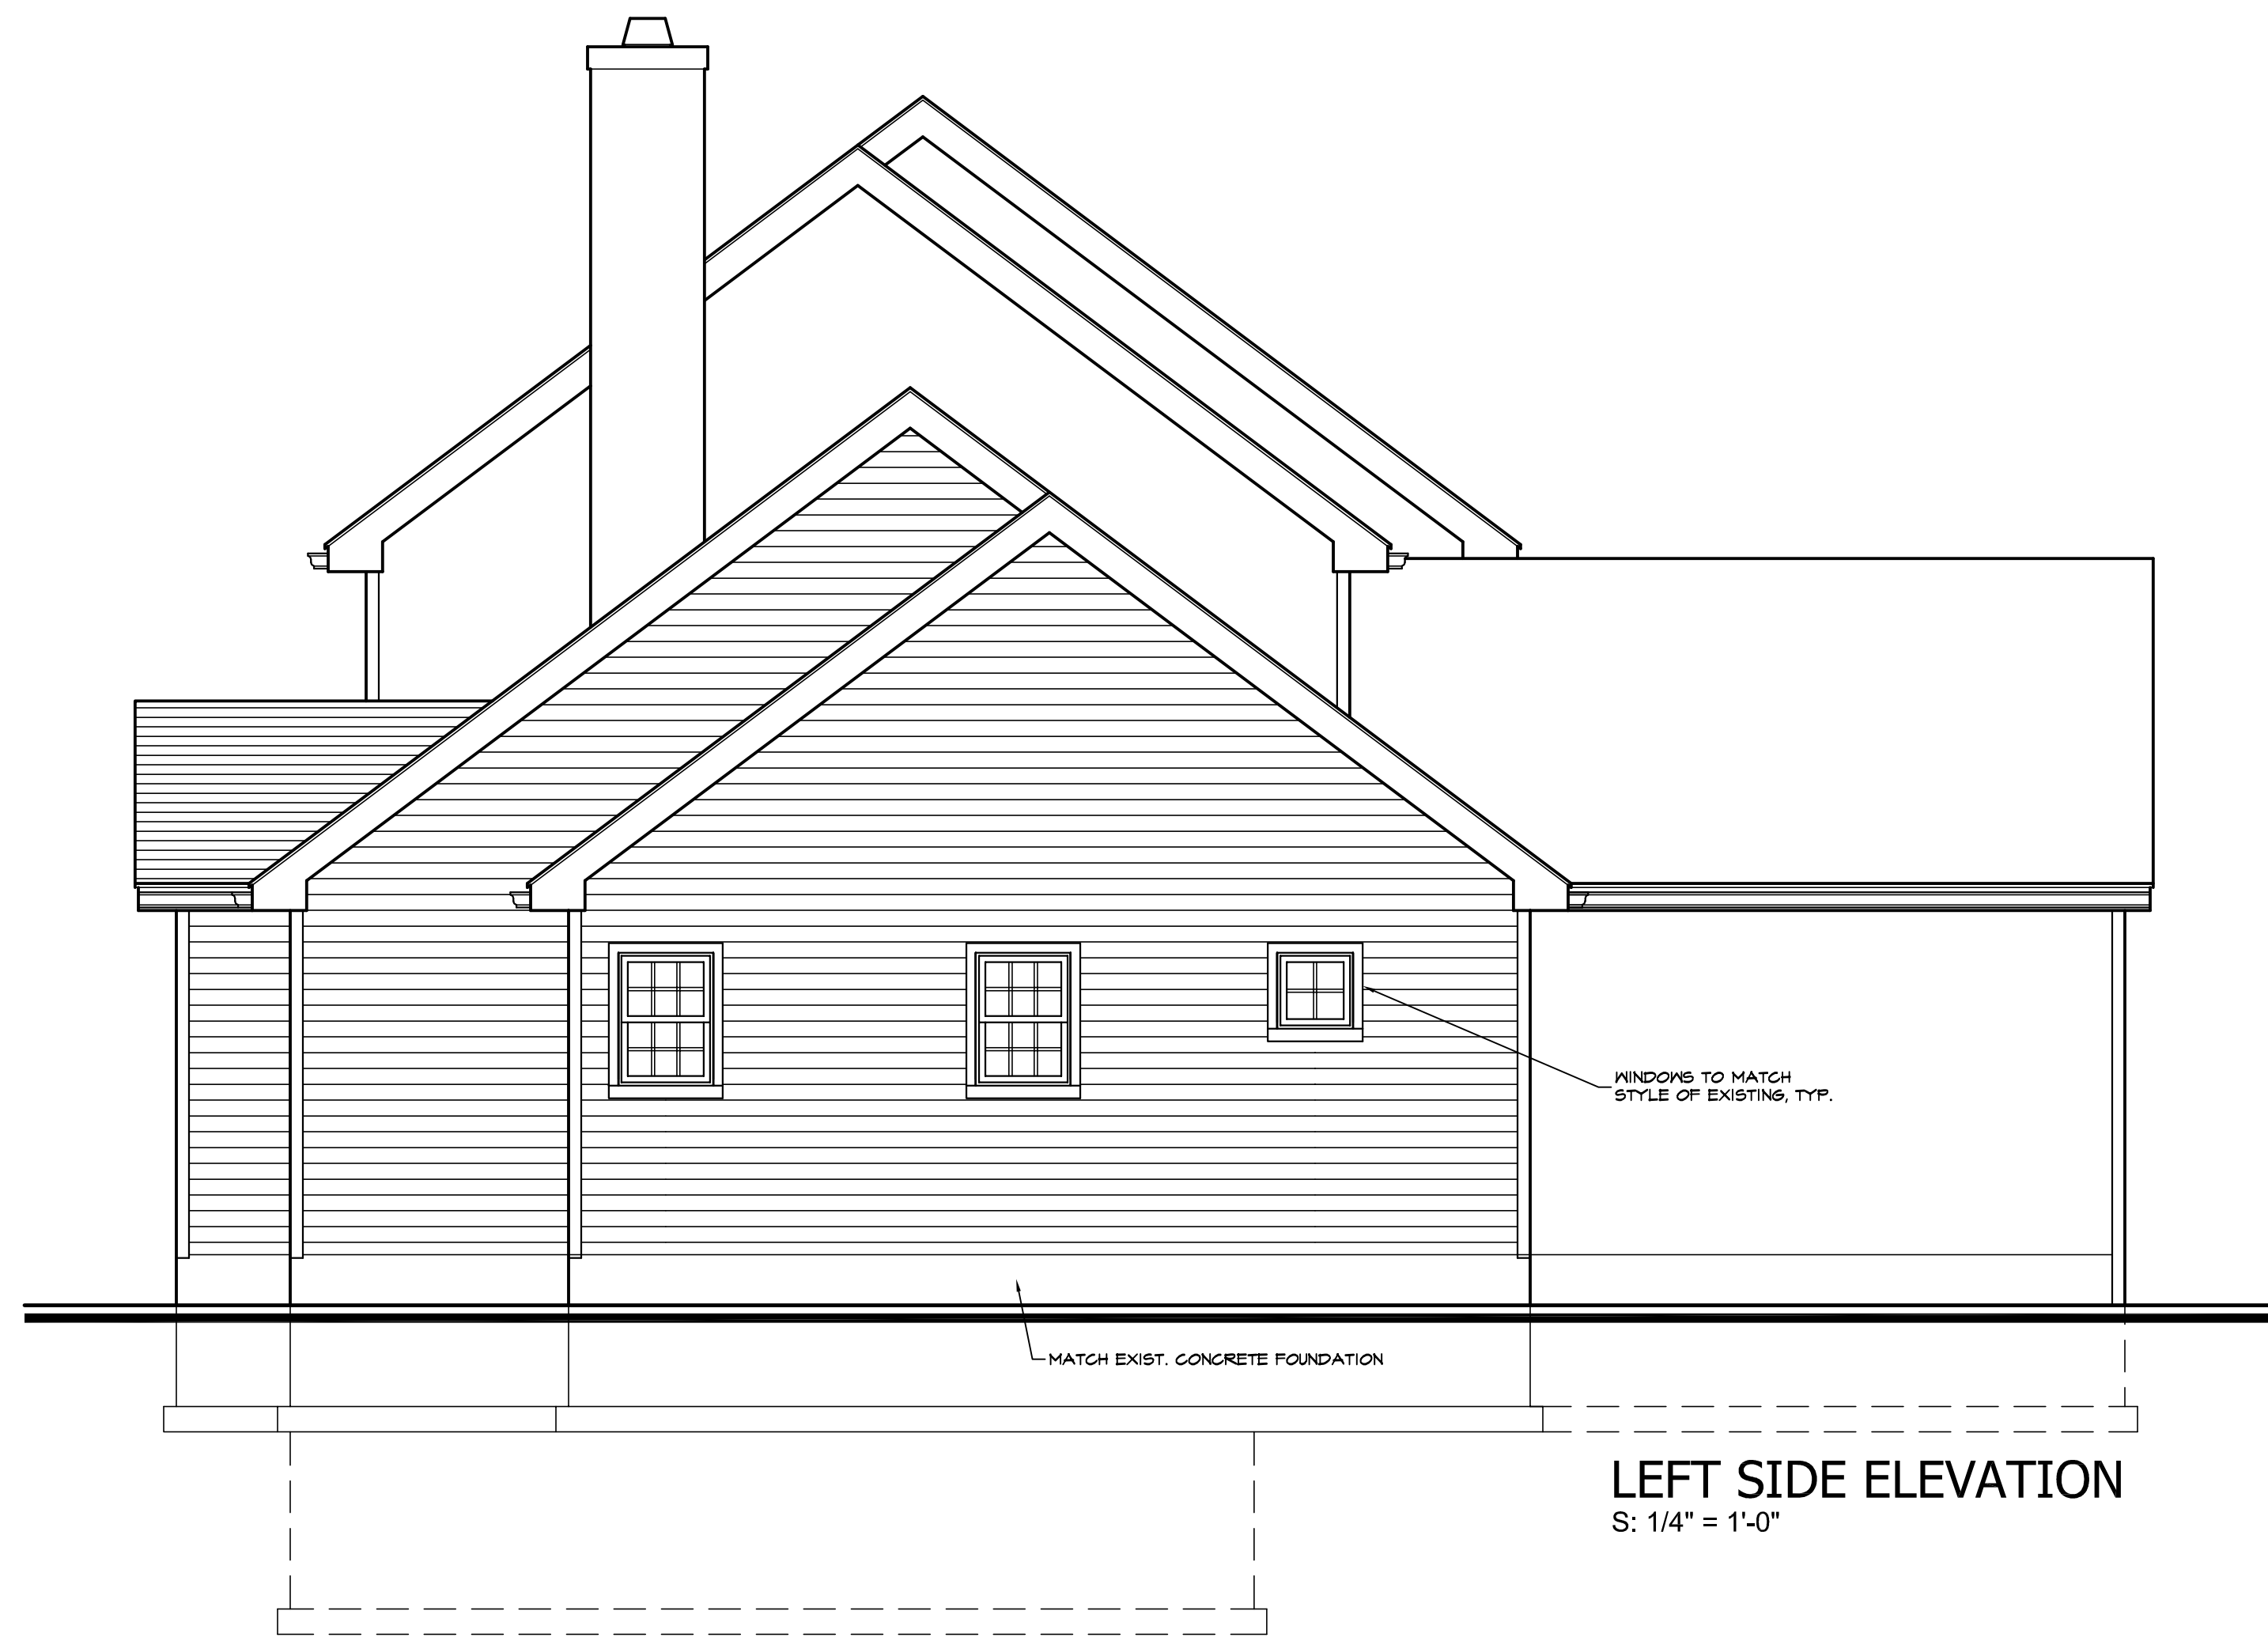 WINDOWS TO MATCH
STYLE OF EXISTING, TYP.
MATCH EXIST. CONCRETE FOUNDATION
LEFT SIDE ELEVATION
S: 1/4" = 1'-0"